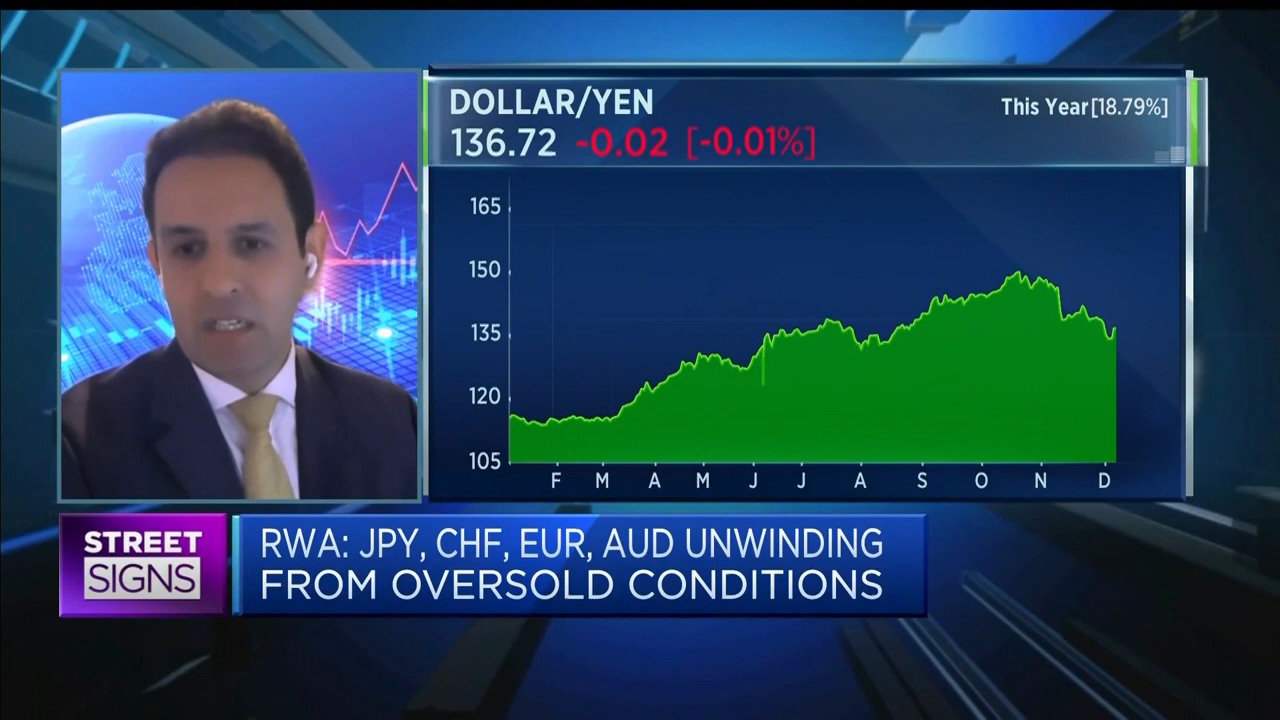 DOLLAR/YEN
136.72 -0.02 [-0.01%]
This Year[18.79%]
165
150
135
120
105
F M A M J J A S O N D
STREET
SIGNS
RWA: JPY, CHF, EUR, AUD UNWINDING
FROM OVERSOLD CONDITIONS